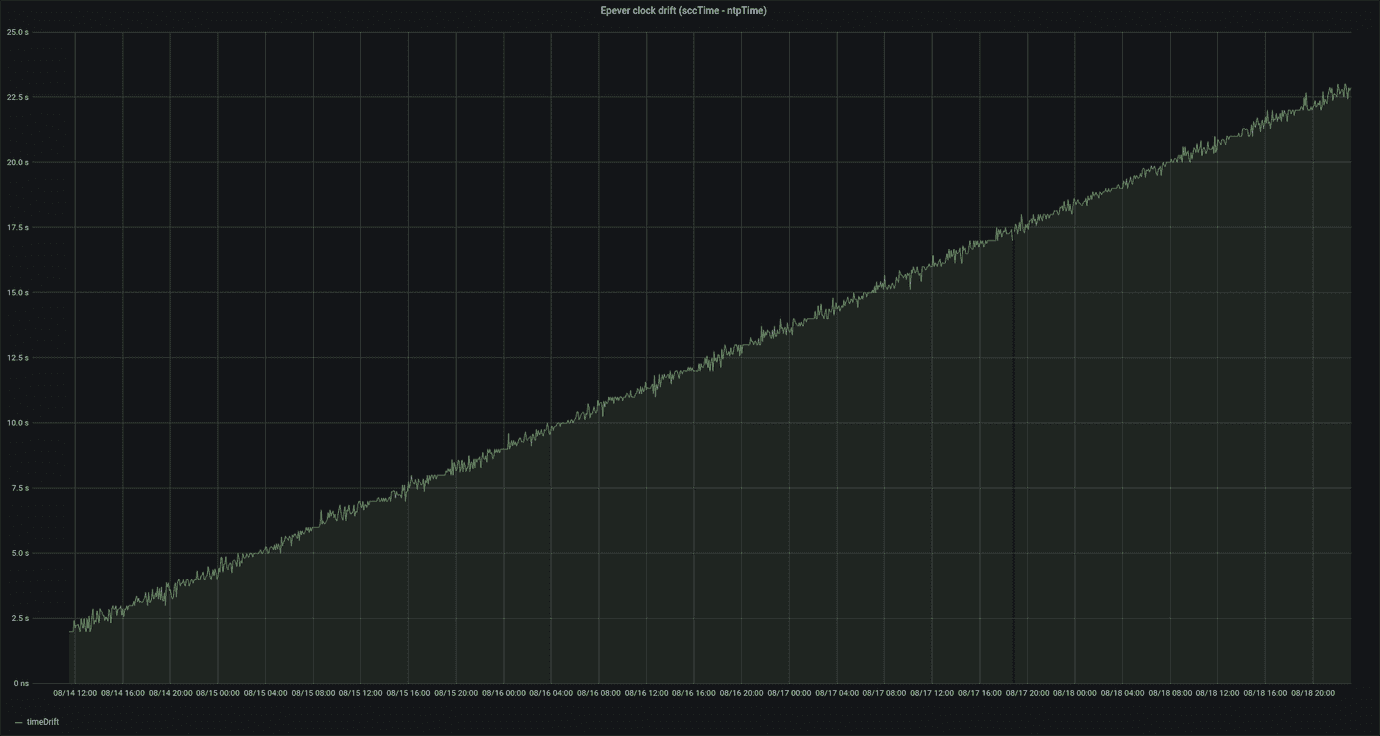 Epever clock drift (sccTime - ntpTime)
25.0 s
22.5 s
20.0 s
17.5 s
15.0 s
12.5 s
10.0 s
7.5 s
5.0 s
2.5 s
0 ns
08/14 12:00 08/14 16:00 08/14 20:00 08/15 00:00 08/15 04:00 08/15 08:00 08/15 12:00 08/15 16:00 08/15 20:00 08/16 00:00 08/16 04:00 08/16 08:00 08/16 12:00 08/16 16:00 08/16 20:00 08/17 00:00 08/17 04:00 08/17 08:00 08/17 12:00 08/17 16:00 08/17 20:00 08/18 00:00 08/18 04:00 08/18 08:00 08/18 12:00 08/18 16:00 08/18 20:00
timeDrift